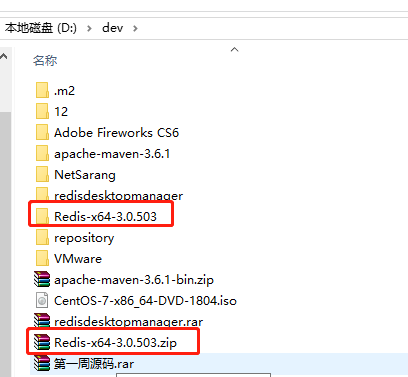 本地磁盘 (D:) › dev ›
名称
.m2
12
Adobe Fireworks CS6
apache-maven-3.6.1
NetSarang
redisdesktopmanager
Redis-x64-3.0.503
repository
VMware
apache-maven-3.6.1-bin.zip
CentOS-7-x86_64-DVD-1804.iso
redisdesktopmanager.rar
Redis-x64-3.0.503.zip
第一周源码.rar